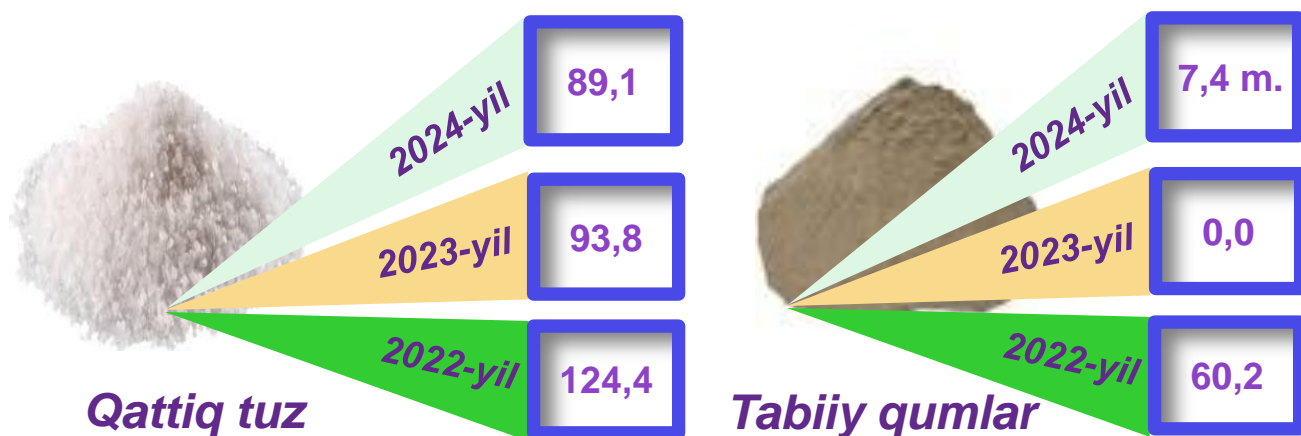 2024-yil
89,1
2023-yil
93,8
2022-yil
124,4
Qattiq tuz
2024-yil
7,4 m.
2023-yil
0,0
2022-yil
60,2
Tabiiy qumlar